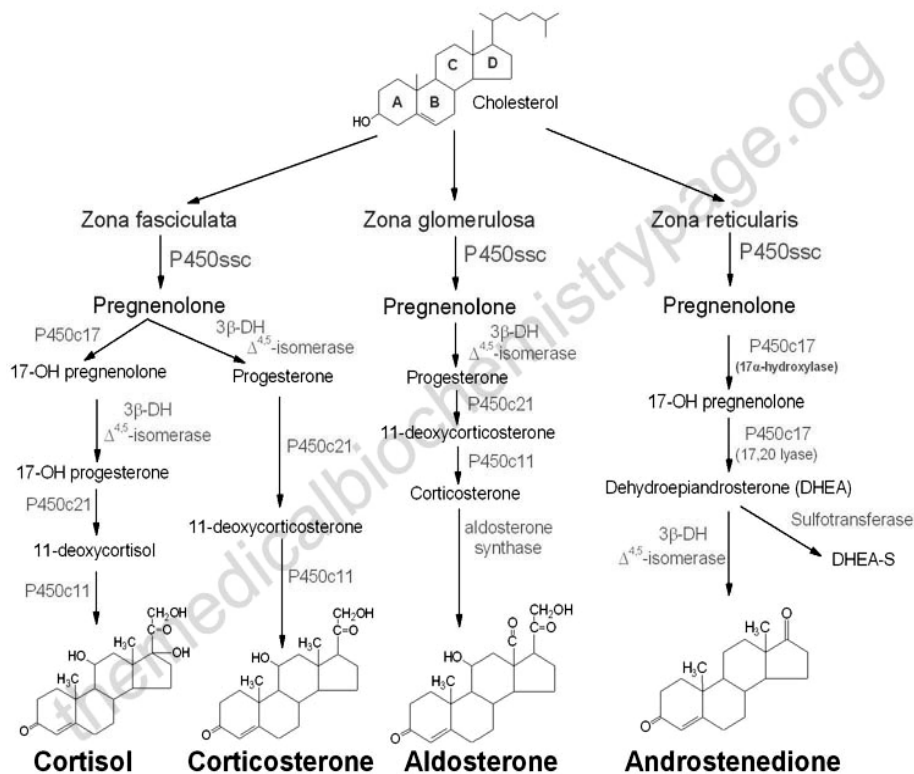 C
D
A
B
HO
Cholesterol
Zona fasciculata
P450ssc
Pregnenolone
P450c17
3β-DH
Δ4,5-isomerase
17-OH pregnenolone
Progesterone
3β-DH
Δ4,5-isomerase
P450c21
17-OH progesterone
P450c21
11-deoxycortisol
11-deoxycorticosterone
P450c11
P450c11
CH2OH
C=O
H3C
OH
HO
H3C
O
Cortisol
CH2OH
C=O
H3C
HO
H3C
O
Corticosterone
Zona glomerulosa
P450ssc
Pregnenolone
3β-DH
Δ4,5-isomerase
Progesterone
P450c21
11-deoxycorticosterone
P450c11
Corticosterone
aldosterone
synthase
CH2OH
O
C
C=O
HO
H3C
O
Aldosterone
Zona reticularis
P450ssc
Pregnenolone
P450c17
(17α-hydroxylase)
17-OH pregnenolone
P450c17
(17,20 lyase)
Dehydroepiandrosterone (DHEA)
Sulfotransferase
3β-DH
Δ4,5-isomerase
DHEA-S
O
H3C
H3C
O
Androstenedione
themedicalbiochemistrypage.org